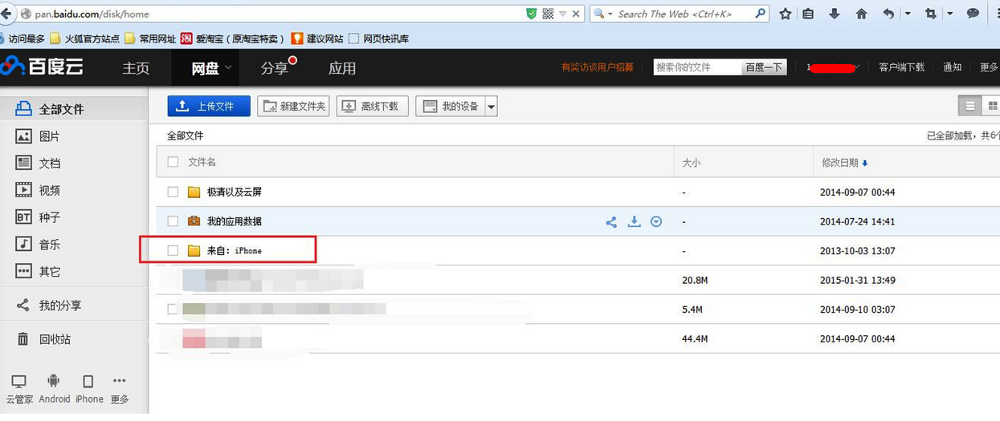 pan.baidu.com/disk/home
Search The Web <Ctrl+K>
访问最多 火狐官方站点 常用网址 爱淘宝（原淘宝特卖） 建议网站 网页快讯库
百度云 主页 网盘 分享 应用 有奖访谈用户招募 搜索你的文件 百度一下 客户端下载 通知 更多
全部文件
上传文件 新建文件夹 离线下载 我的设备
图片
全部文件 已全部加载，共6个
文档
文件名 大小 修改日期
视频
极清以及云屏 - 2014-09-07 00:44
BT 种子
我的应用数据 - 2014-07-24 14:41
音乐
来自：iPhone - 2013-10-03 13:07
其它
20.8M 2015-01-31 13:49
我的分享
5.4M 2014-09-10 03:07
回收站
44.4M 2014-09-07 00:44
云管家 Android iPhone 更多